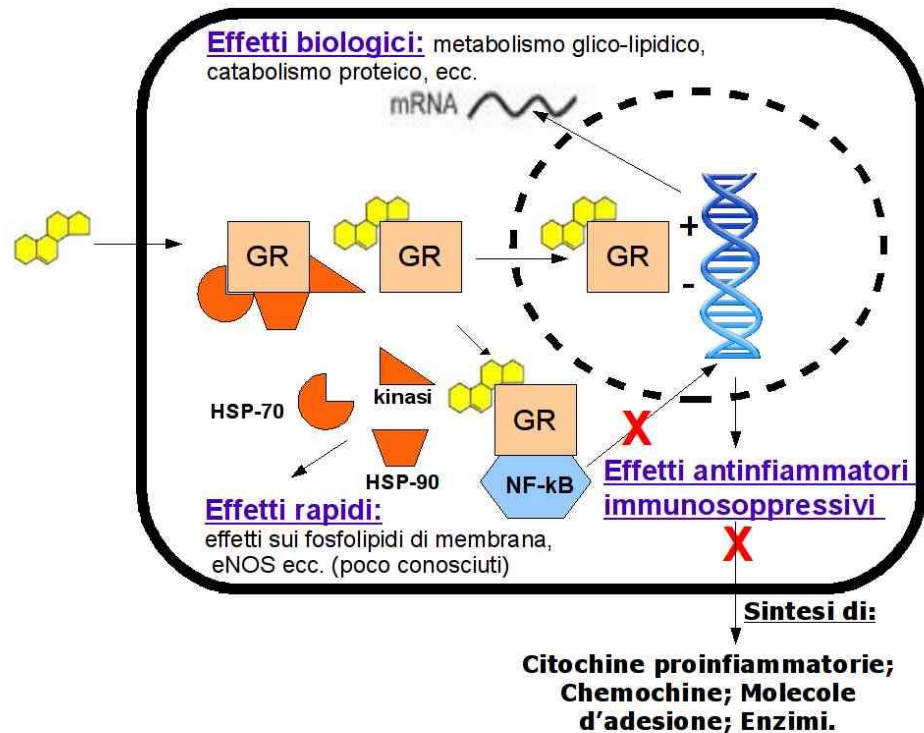 Effetti biologici: metabolismo glico-lipidico,
catabolismo proteico, ecc.
mRNA
GR
GR
GR
+
-
HSP-70
kinasi
HSP-90
GR
NF-kB
X
Effetti antinfiammatori
immunosoppressivi
X
Effetti rapidi:
effetti sui fosfolipidi di membrana,
eNOS ecc. (poco conosciuti)
Sintesi di:
Citochine proinfiammatorie;
Chemochine; Molecole
d'adesione; Enzimi.